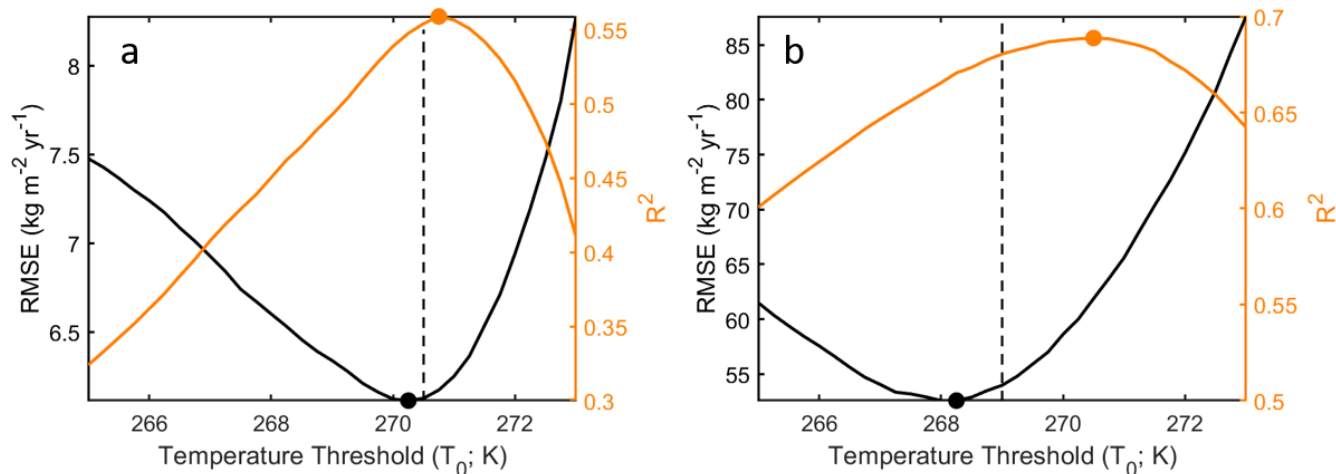 a
8
7.5
7
6.5
RMSE (kg m⁻² yr⁻¹)
0.55
0.5
0.45
0.4
0.35
0.3
R²
266 268 270 272
Temperature Threshold (T₀; K)
b
85
80
75
70
65
60
55
RMSE (kg m⁻² yr⁻¹)
0.7
0.65
0.6
0.55
0.5
R²
266 268 270 272
Temperature Threshold (T₀; K)